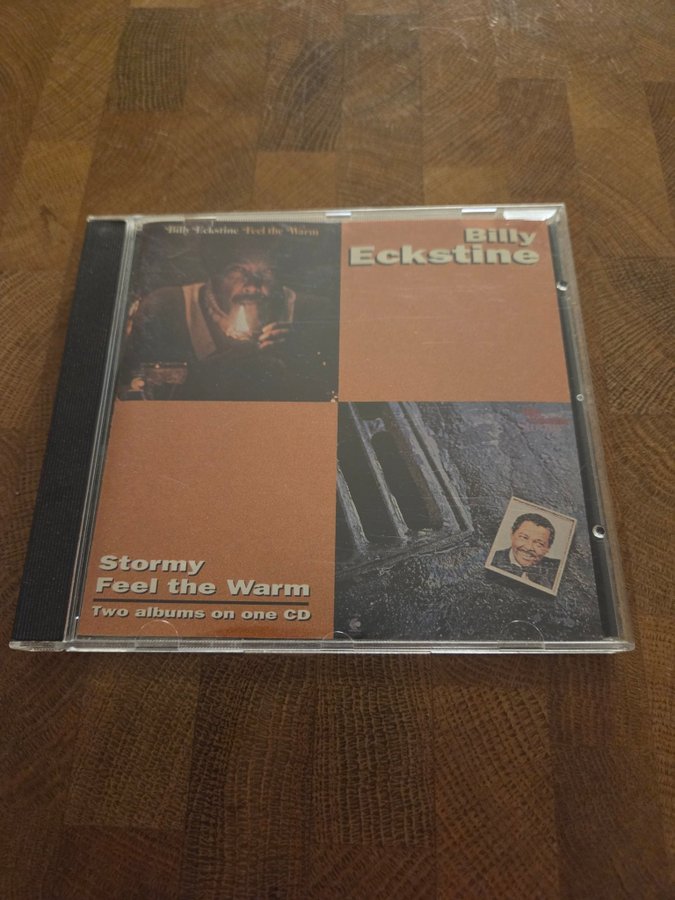 Billy Eckstine Feel the Warm
Billy
Eckstine
Stormy
Feel the Warm
Two albums on one CD